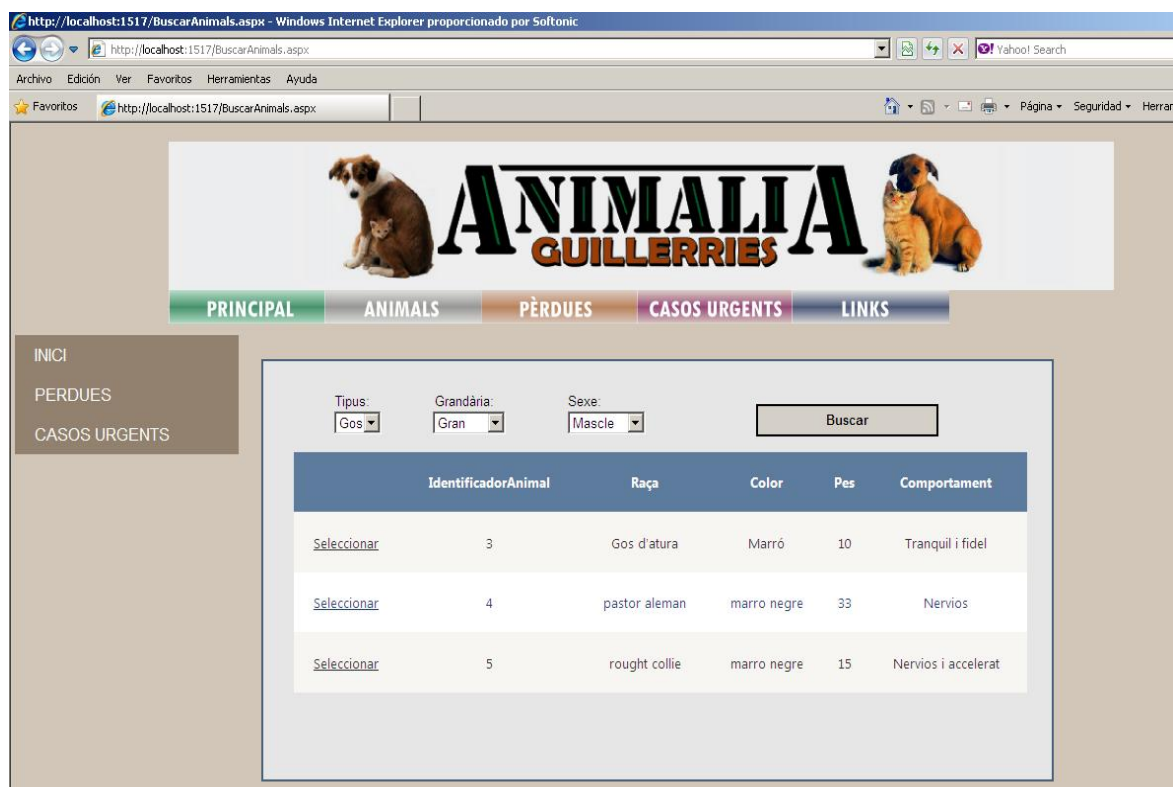 http://localhost:1517/BuscarAnimals.aspx - Windows Internet Explorer proporcionado por Softonic
http://localhost:1517/BuscarAnimals.aspx
Yahoo! Search
Archivo Edición Ver Favoritos Herramientas Ayuda
Favoritos http://localhost:1517/BuscarAnimals.aspx Página Seguridad Herrar
ANIMALIA
GUILLERRIES
PRINCIPAL ANIMALS PÈRDUES CASOS URGENTS LINKS
INICI
PERDUES
CASOS URGENTS
Tipus: Grandària: Sexe:
Gos Gran Mascle Buscar
IdentificadorAnimal Raça Color Pes Comportament
Seleccionar 3 Gos d'atura Marró 10 Tranquil i fidel
Seleccionar 4 pastor aleman marro negre 33 Nervios
Seleccionar 5 rought collie marro negre 15 Nervios i accelerat